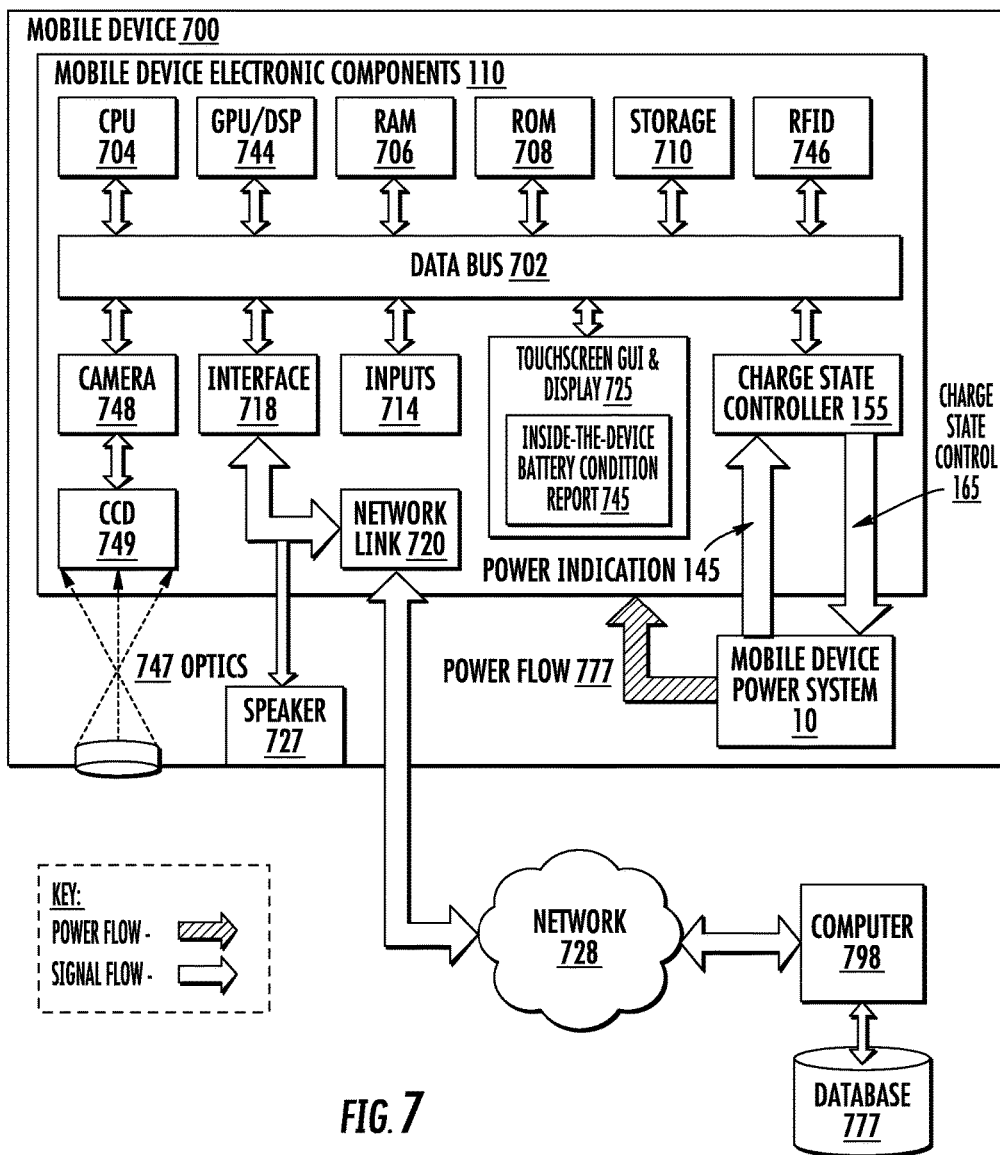 MOBILE DEVICE 700
MOBILE DEVICE ELECTRONIC COMPONENTS 110
CPU
704
GPU/DSP
744
RAM
706
ROM
708
STORAGE
710
RFID
746
DATA BUS 702
CAMERA
748
INTERFACE
718
INPUTS
714
TOUCHSCREEN GUI &
DISPLAY 725
INSIDE-THE-DEVICE
BATTERY CONDITION
REPORT 745
CHARGE STATE
CONTROLLER 155
CHARGE
STATE
CONTROL
165
CCD
749
NETWORK
LINK 720
POWER INDICATION 145
747 OPTICS
SPEAKER
727
POWER FLOW 777
MOBILE DEVICE
POWER SYSTEM
10
KEY:
POWER FLOW -
SIGNAL FLOW -
NETWORK
728
COMPUTER
798
DATABASE
777
FIG. 7